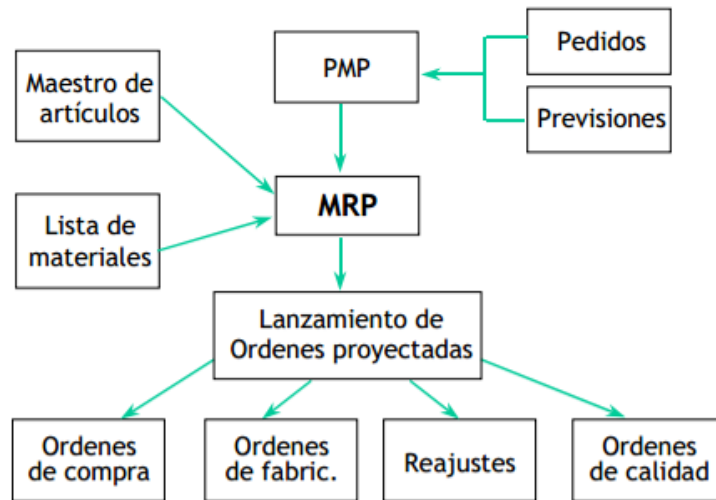 Pedidos
PMP
Maestro de
artículos
Previsiones
MRP
Lista de
materiales
Lanzamiento de
Ordenes proyectadas
Ordenes
de compra
Ordenes
de fabric.
Reajustes
Ordenes
de calidad